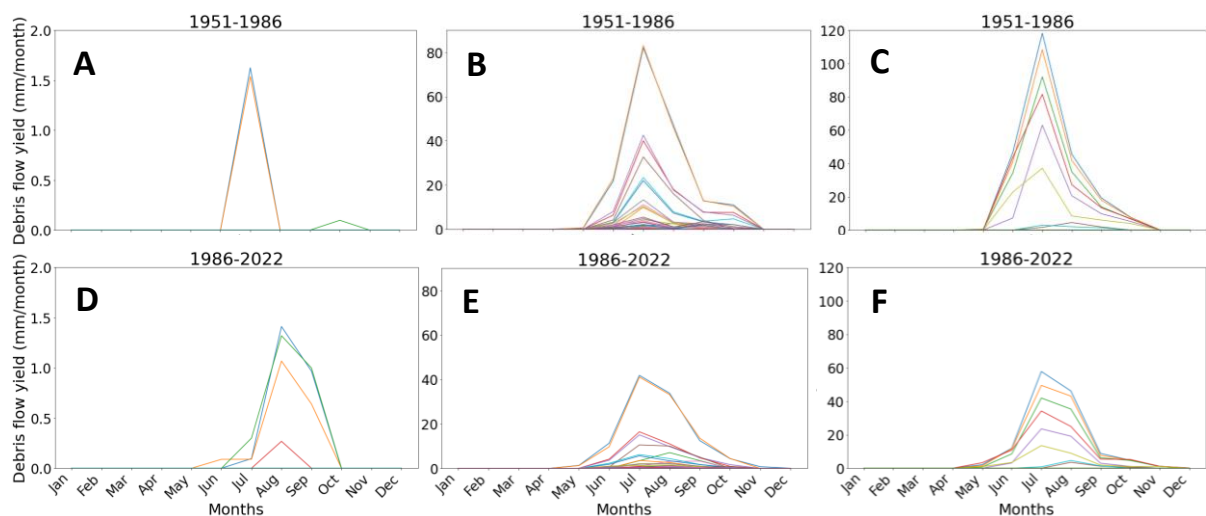 1951-1986
1951-1986
1951-1986
Debris flow yield (mm/month)
2.0
1.5
1.0
0.5
0.0
A
80
60
40
20
0
B
120
100
80
60
40
20
0
C
1986-2022
1986-2022
1986-2022
Debris flow yield (mm/month)
2.0
1.5
1.0
0.5
0.0
D
80
60
40
20
0
E
120
100
80
60
40
20
0
F
Jan Feb Mar Apr May Jun Jul Aug Sep Oct Nov Dec
Jan Feb Mar Apr May Jun Jul Aug Sep Oct Nov Dec
Jan Feb Mar Apr May Jun Jul Aug Sep Oct Nov Dec
Months
Months
Months